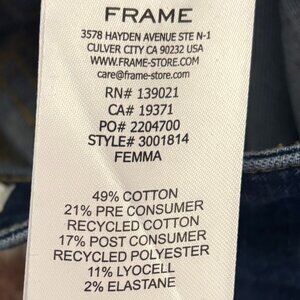 FRAME
3578 HAYDEN AVENUE STE N-1
CULVER CITY CA 90232 USA
WWW.FRAME-STORE.COM
care@frame-store.com
RN# 139021
CA# 19371
PO# 2204700
STYLE# 3001814
FEMMA
49% COTTON
21% PRE CONSUMER
RECYCLED COTTON
17% POST CONSUMER
RECYCLED POLYESTER
11% LYOCELL
2% ELASTANE